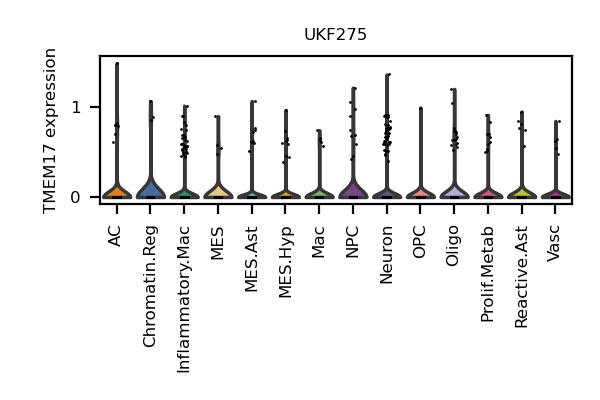 UKF275
TMEM17 expression
1
0
AC
Chromatin.Reg
Inflammatory.Mac
MES
MES.Ast
MES.Hyp
Mac
NPC
Neuron
OPC
Oligo
Prolif.Metab
Reactive.Ast
Vasc